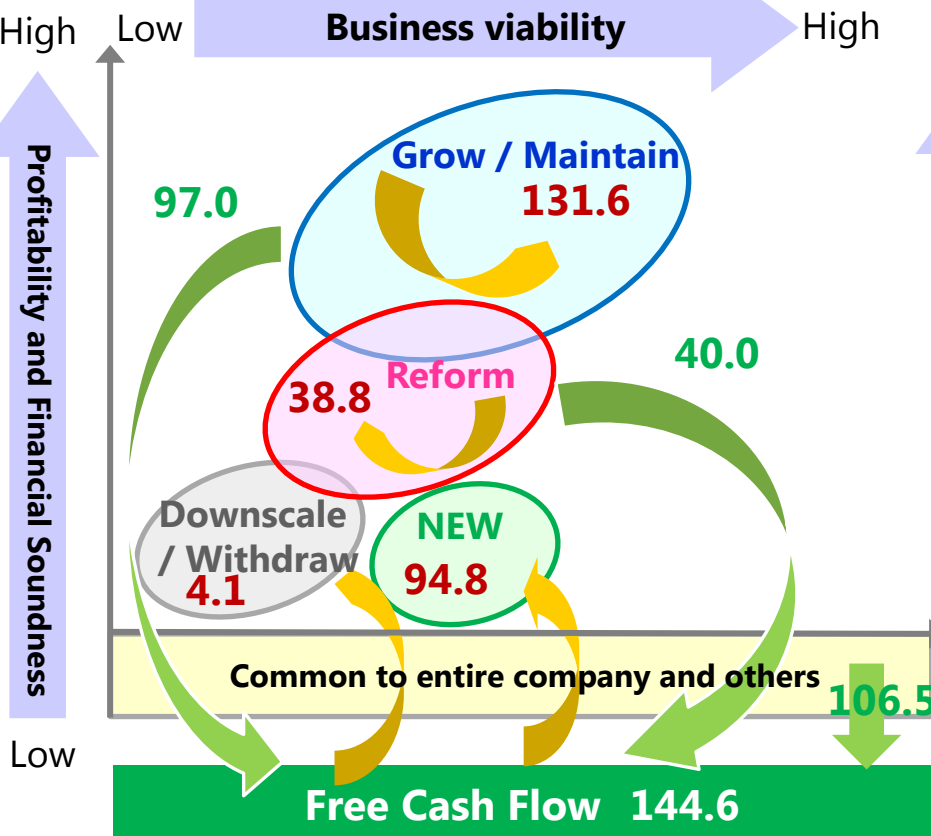 High
Low
Business viability
High
Profitability and Financial Soundness
Grow / Maintain
131.6
97.0
40.0
Reform
38.8
Downscale
/ Withdraw
4.1
NEW
94.8
Common to entire company and others
106.5
Low
Free Cash Flow 144.6